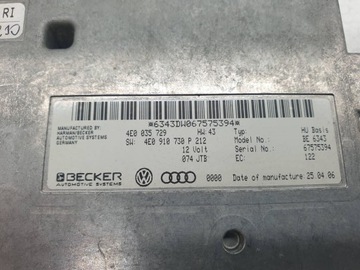 RI
*6343DW067575394*
MANUFACTURED BY:
HARMAN/BECKER
AUTOMOTIVE SYSTEMS
GERMANY
4E0 035 729 HW: 43 Typ HU Basis
SW: 4E0 910 730 P 212 Model No.: BE 6343
12 Volt Serial No.: 67575394
074 JTB EC: 122
BECKER
AUTOMOTIVE SYSTEMS
0000 Date of manufacture: 25.04.06